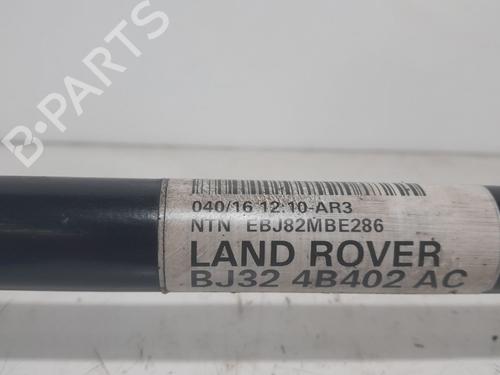 B-PARTS
040/16 12:10-AR3
NTN EBJ82MBE286
LAND ROVER
BJ32 4B402 AC